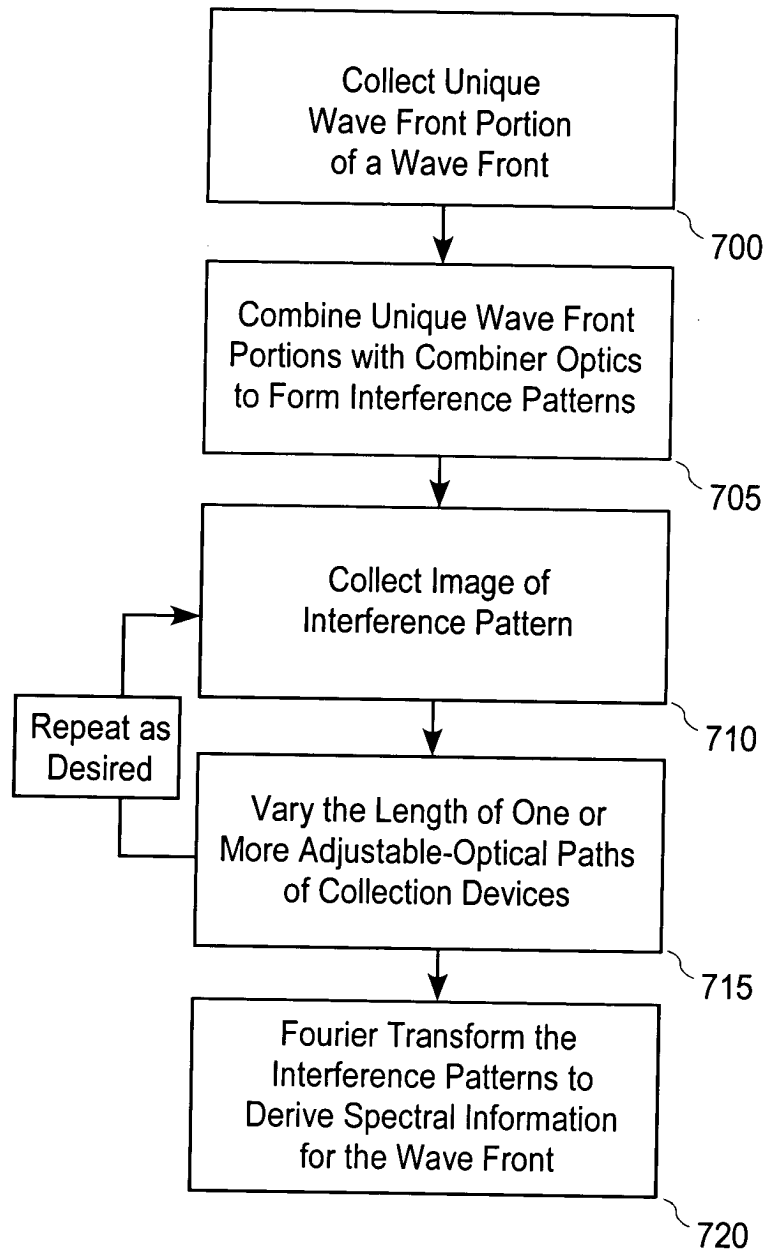 Collect Unique
Wave Front Portion
of a Wave Front
700
Combine Unique Wave Front
Portions with Combiner Optics
to Form Interference Patterns
705
Collect Image of
Interference Pattern
710
Repeat as
Desired
Vary the Length of One or
More Adjustable-Optical Paths
of Collection Devices
715
Fourier Transform the
Interference Patterns to
Derive Spectral Information
for the Wave Front
720